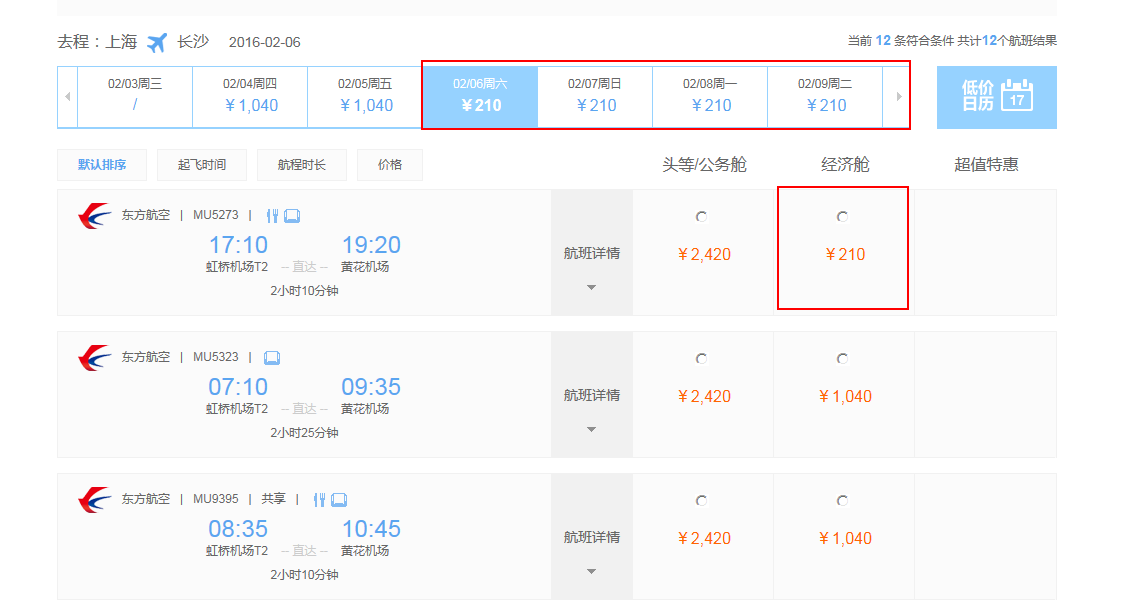 去程：上海 长沙 2016-02-06
当前 12 条符合条件 共计12个航班结果
02/03周三 02/04周四 02/05周五 02/06周六 02/07周日 02/08周一 02/09周二
/ ￥1,040 ￥1,040 ￥210 ￥210 ￥210 ￥210
低价
日历 17
默认排序 起飞时间 航程时长 价格 头等/公务舱 经济舱 超值特惠
东方航空 | MU5273 |
17:10 19:20
虹桥机场T2 -- 直达 -- 黄花机场
2小时10分钟
航班详情 ￥2,420 ￥210
东方航空 | MU5323 |
07:10 09:35
虹桥机场T2 -- 直达 -- 黄花机场
2小时25分钟
航班详情 ￥2,420 ￥1,040
东方航空 | MU9395 | 共享 |
08:35 10:45
虹桥机场T2 -- 直达 -- 黄花机场
2小时10分钟
航班详情 ￥2,420 ￥1,040